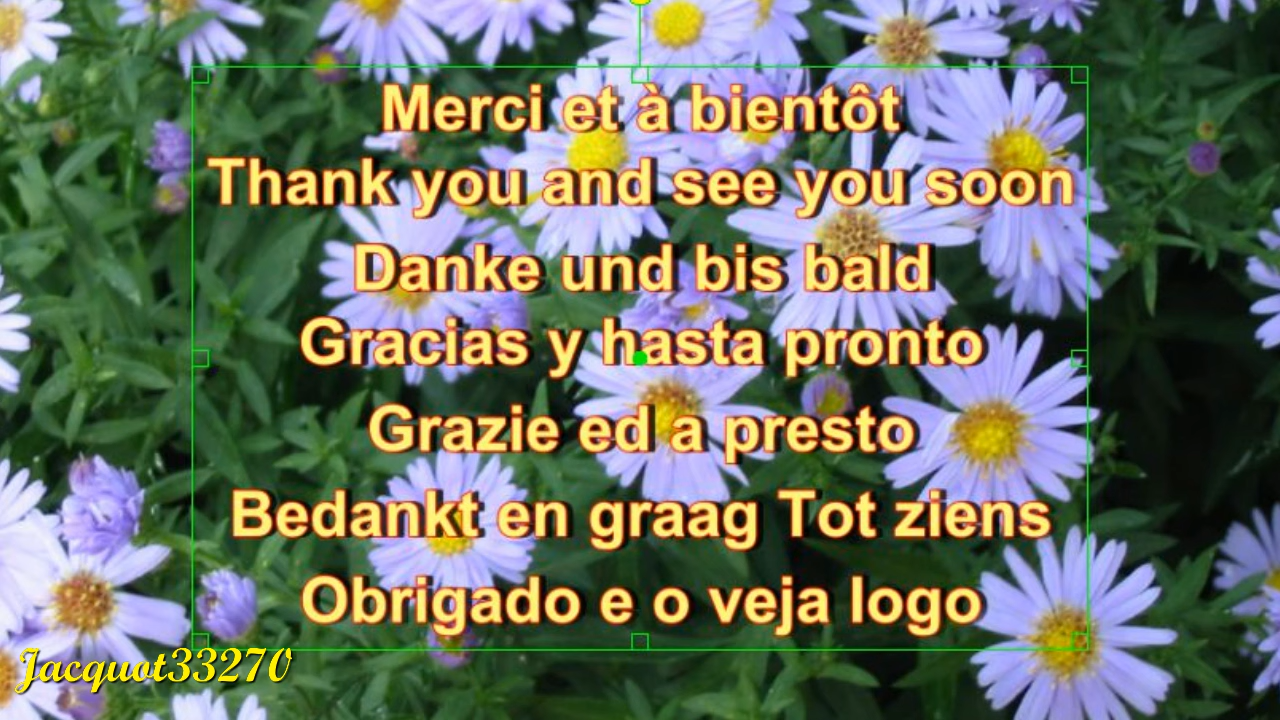 Merci et à bientôt
Thank you and see you soon
Danke und bis bald
Gracias y hasta pronto
Grazie ed a presto
Bedankt en graag Tot ziens
Obrigado e o veja logo
Jacquot33270